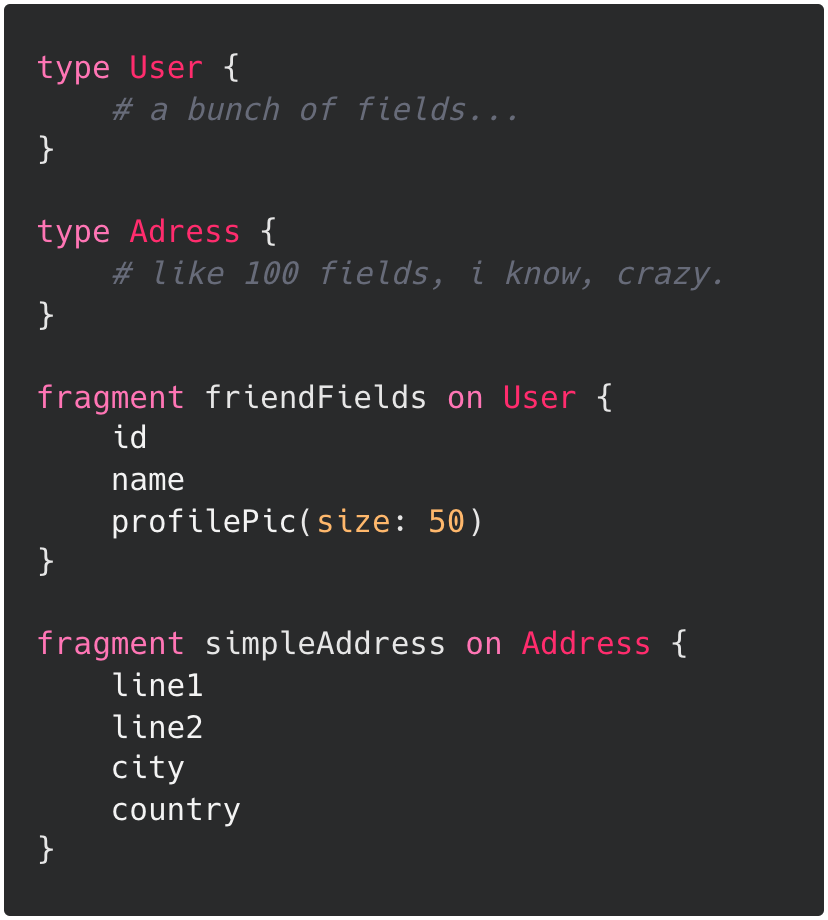 type User {
    # a bunch of fields...
}
type Adress {
    # like 100 fields, i know, crazy.
}
fragment friendFields on User {
    id
    name
    profilePic(size: 50)
}
fragment simpleAddress on Address {
    line1
    line2
    city
    country
}